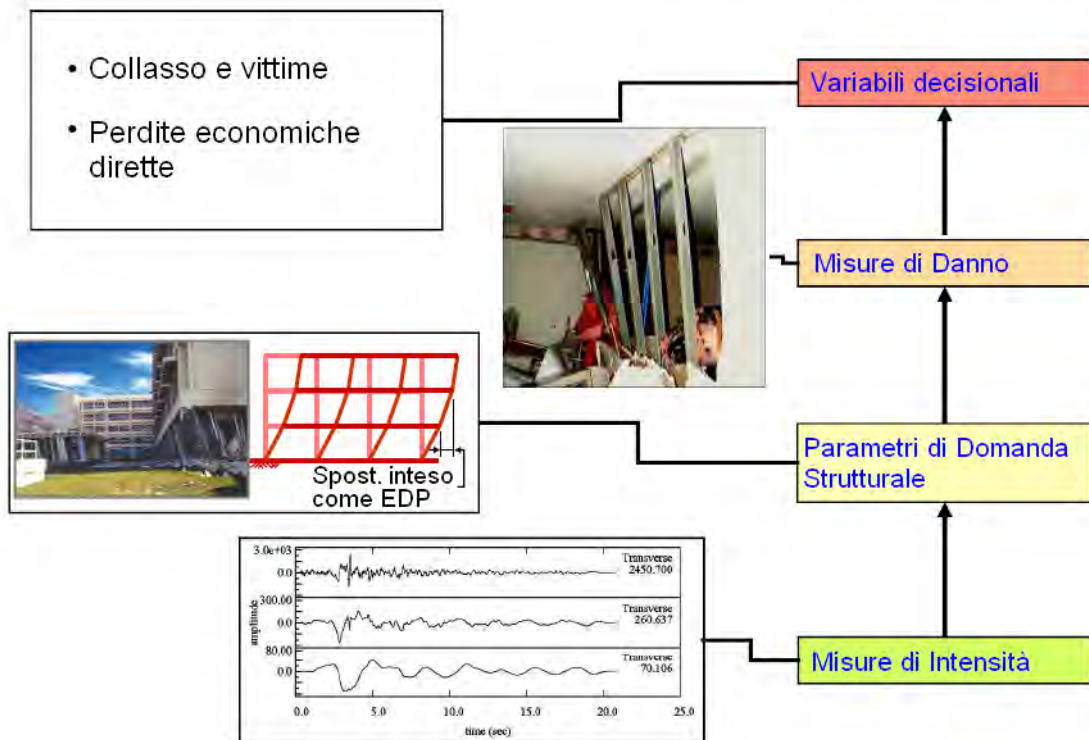 • Collasso e vittime
• Perdite economiche
dirette
Variabili decisionali
Misure di Danno
Spost. inteso
come EDP
Parametri di Domanda
Strutturale
3.0e+03
0.0
Transverse
2450.700
300.00
0.0
Transverse
260.637
80.00
0.0
Transverse
70.106
amplitude
0.0 5.0 10.0 15.0 20.0 25.0
time (sec)
Misure di Intensità